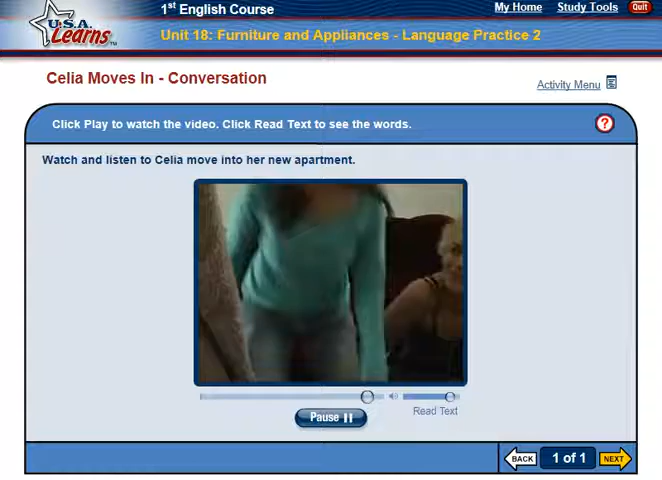 U.S.A.
Learns™
1st English Course
My Home
Study Tools
Quit
Unit 18: Furniture and Appliances - Language Practice 2
Celia Moves In - Conversation
Activity Menu
Click Play to watch the video. Click Read Text to see the words.
?
Watch and listen to Celia move into her new apartment.
Read Text
Pause
BACK
1 of 1
NEXT